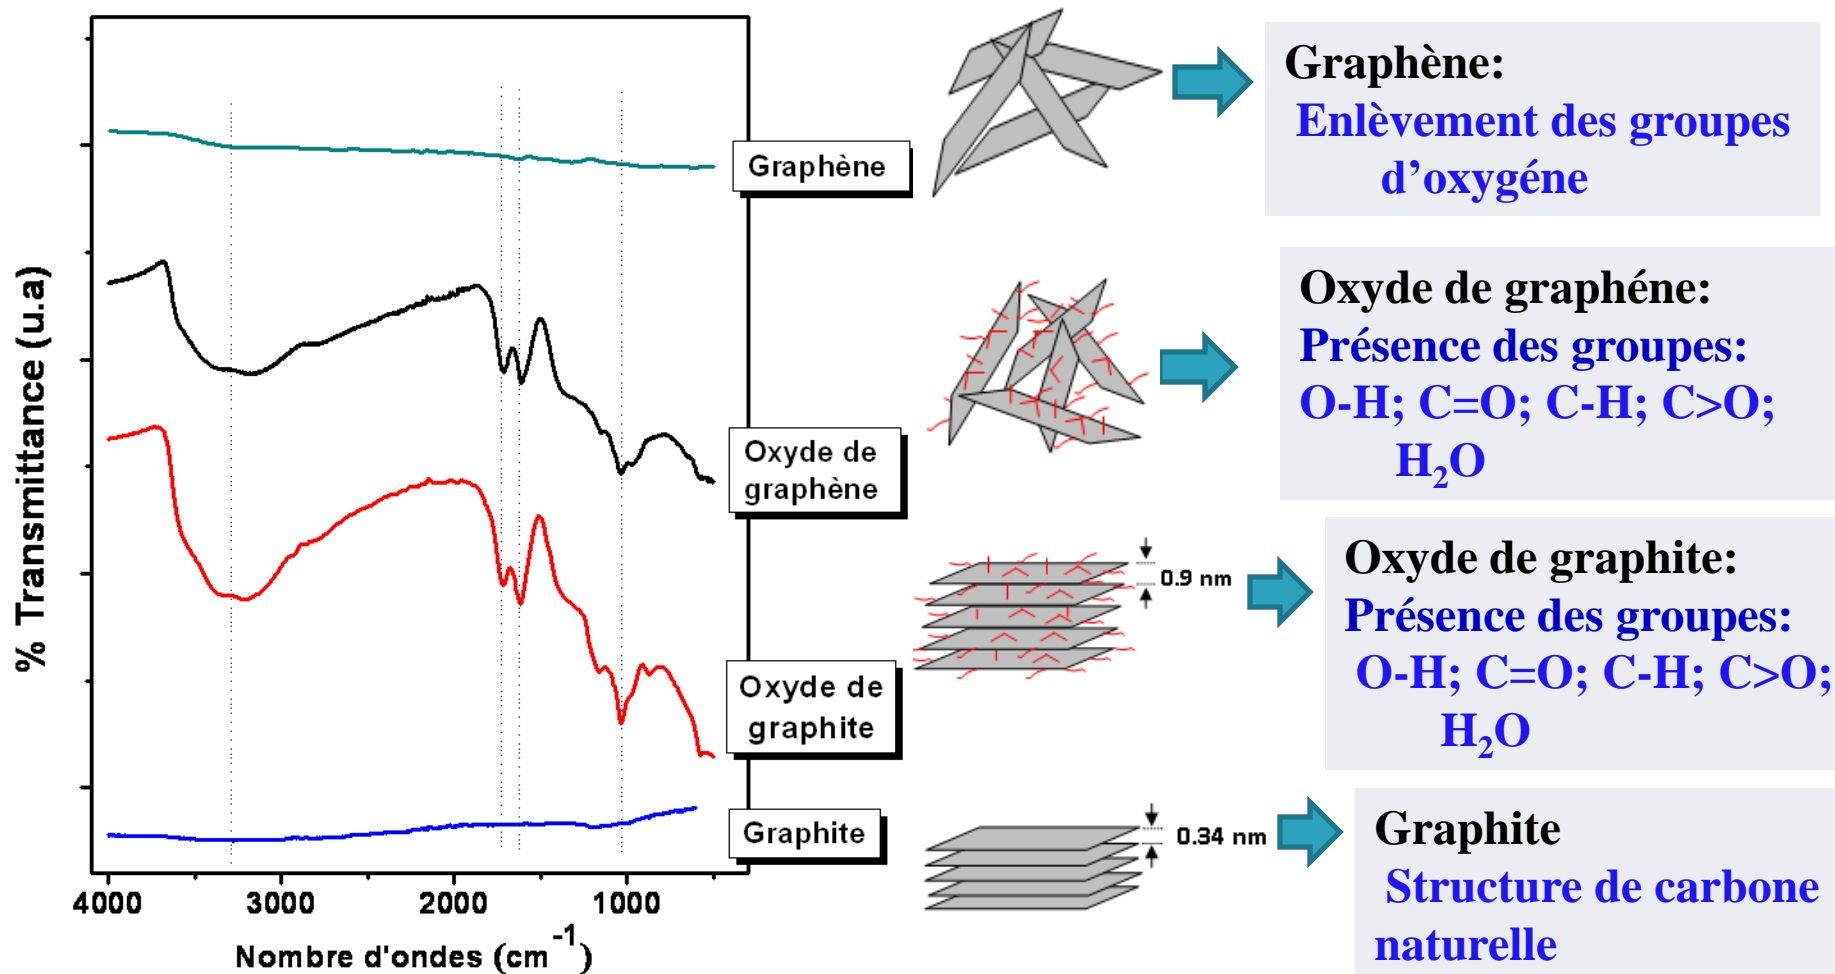 % Transmittance (u.a)
4000
3000
2000
1000
Nombre d'ondes (cm⁻¹)
Graphène
Oxyde de
graphène
Oxyde de
graphite
Graphite
0.9 nm
0.34 nm
Graphène:
Enlèvement des groupes
d’oxygéne
Oxyde de graphéne:
Présence des groupes:
O-H; C=O; C-H; C>O;
H₂O
Oxyde de graphite:
Présence des groupes:
O-H; C=O; C-H; C>O;
H₂O
Graphite
Structure de carbone
naturelle